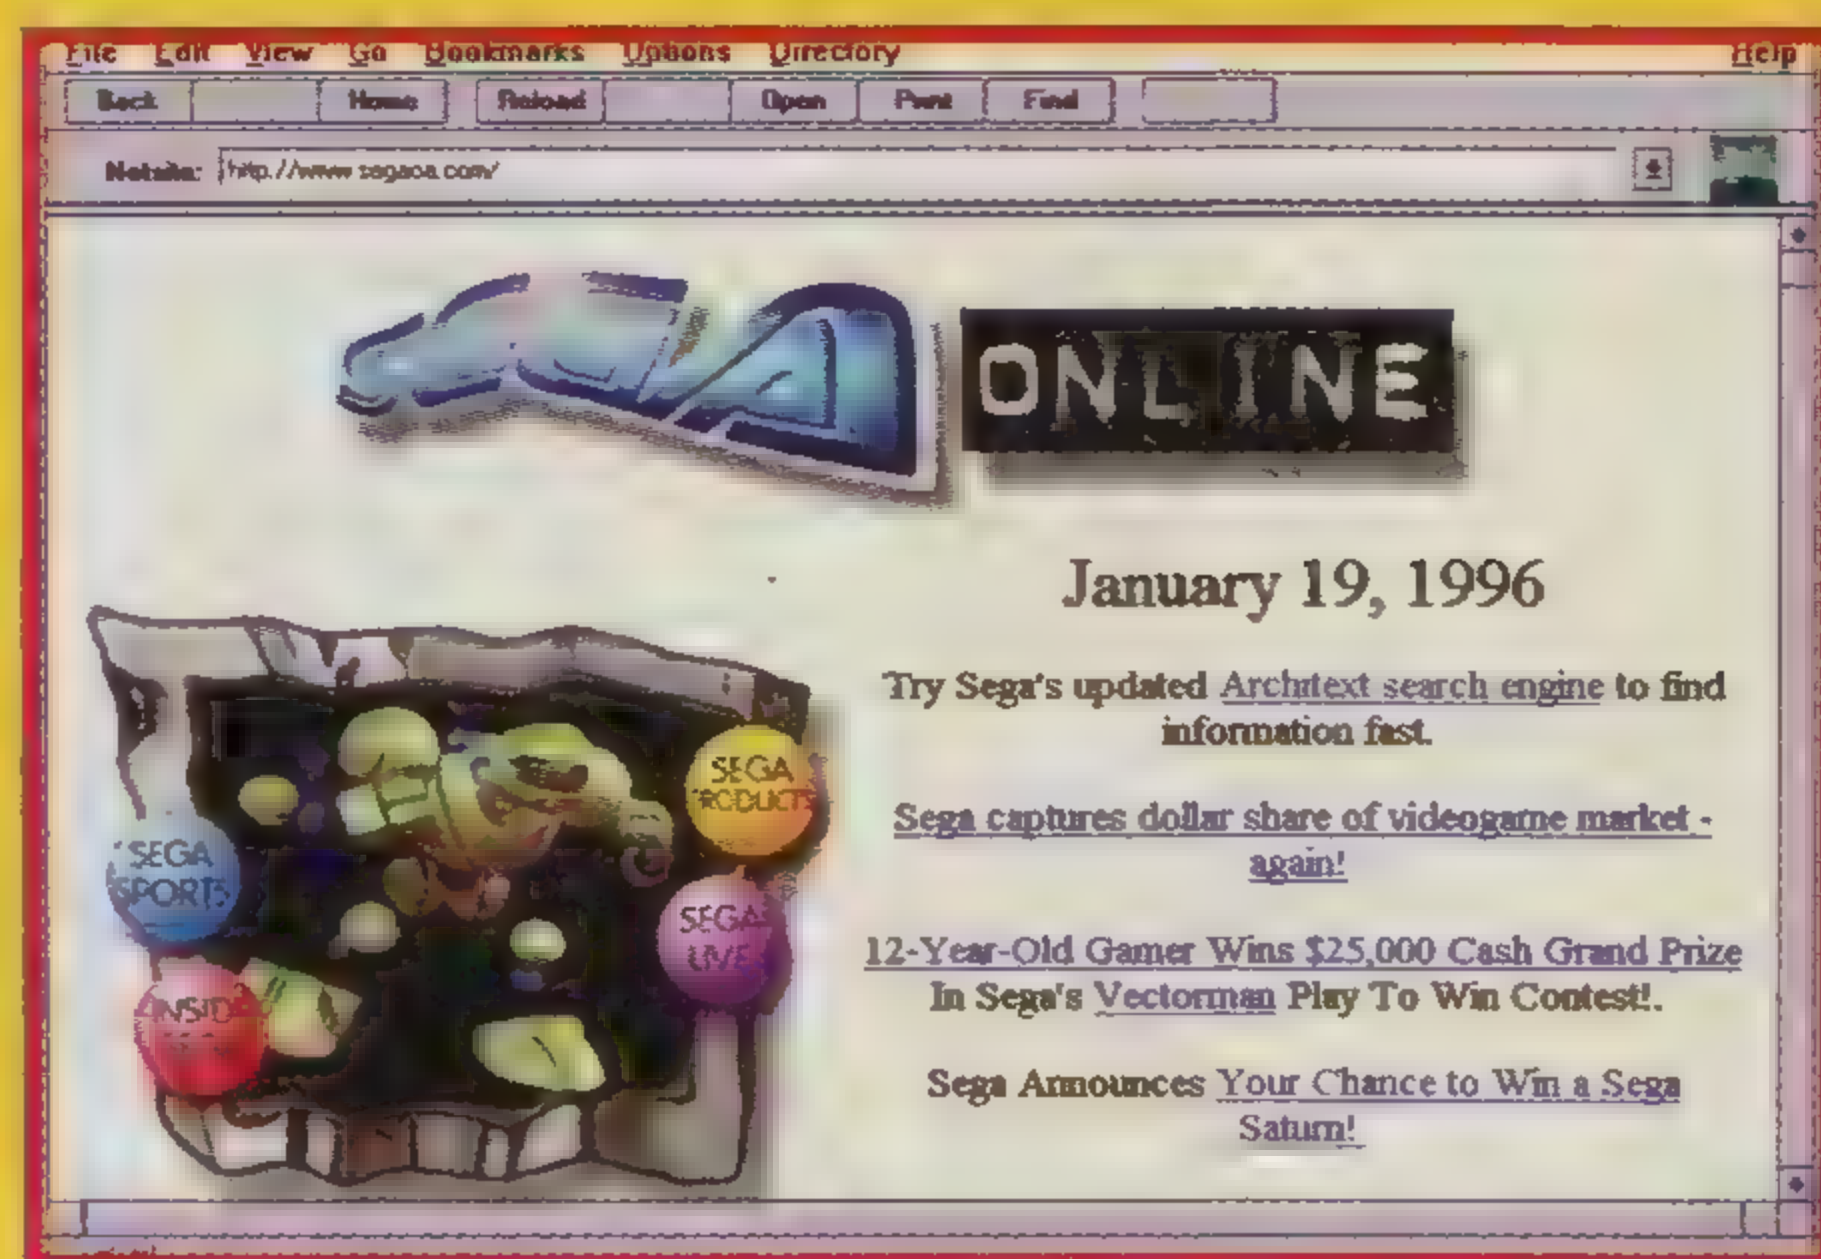 File Edit View Go Bookmarks Options Directory Help
Back Home Reload Open Print Find
Netsite: http://www.segaoa.com/
ONLINE
January 19, 1996
Try Sega's updated Architext search engine to find
information fast.
Sega captures dollar share of videogame market -
again!
12-Year-Old Gamer Wins $25,000 Cash Grand Prize
In Sega's Vectorman Play To Win Contest!.
Sega Announces Your Chance to Win a Sega
Saturn!
SEGA
PRODUCTS
SEGA
SPORTS
SEGA
LIVE